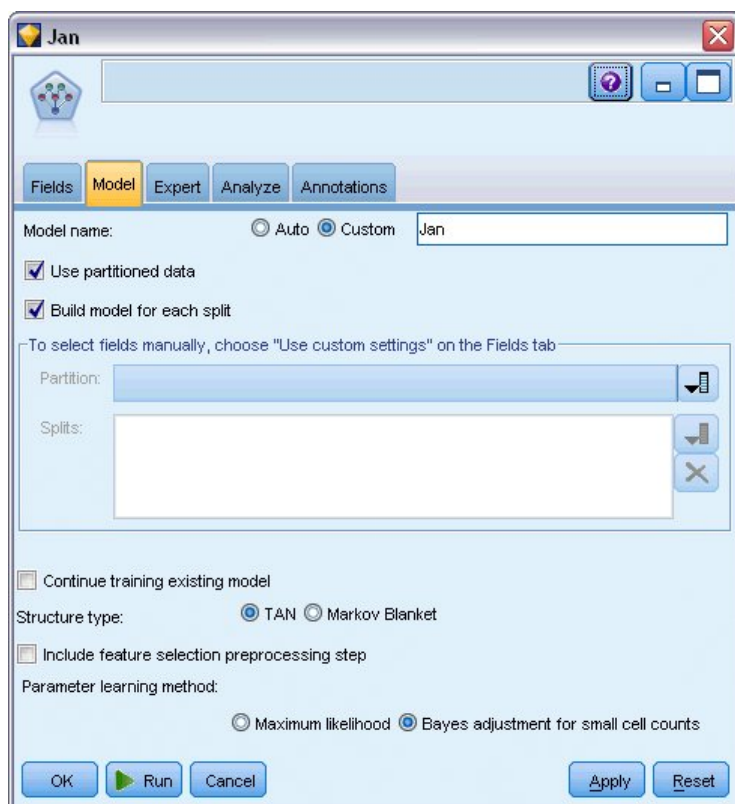 Jan
Fields Model Expert Analyze Annotations
Model name: Auto Custom Jan
Use partitioned data
Build model for each split
To select fields manually, choose "Use custom settings" on the Fields tab
Partition:
Splits:
Continue training existing model
Structure type: TAN Markov Blanket
Include feature selection preprocessing step
Parameter learning method:
Maximum likelihood Bayes adjustment for small cell counts
OK Run Cancel Apply Reset